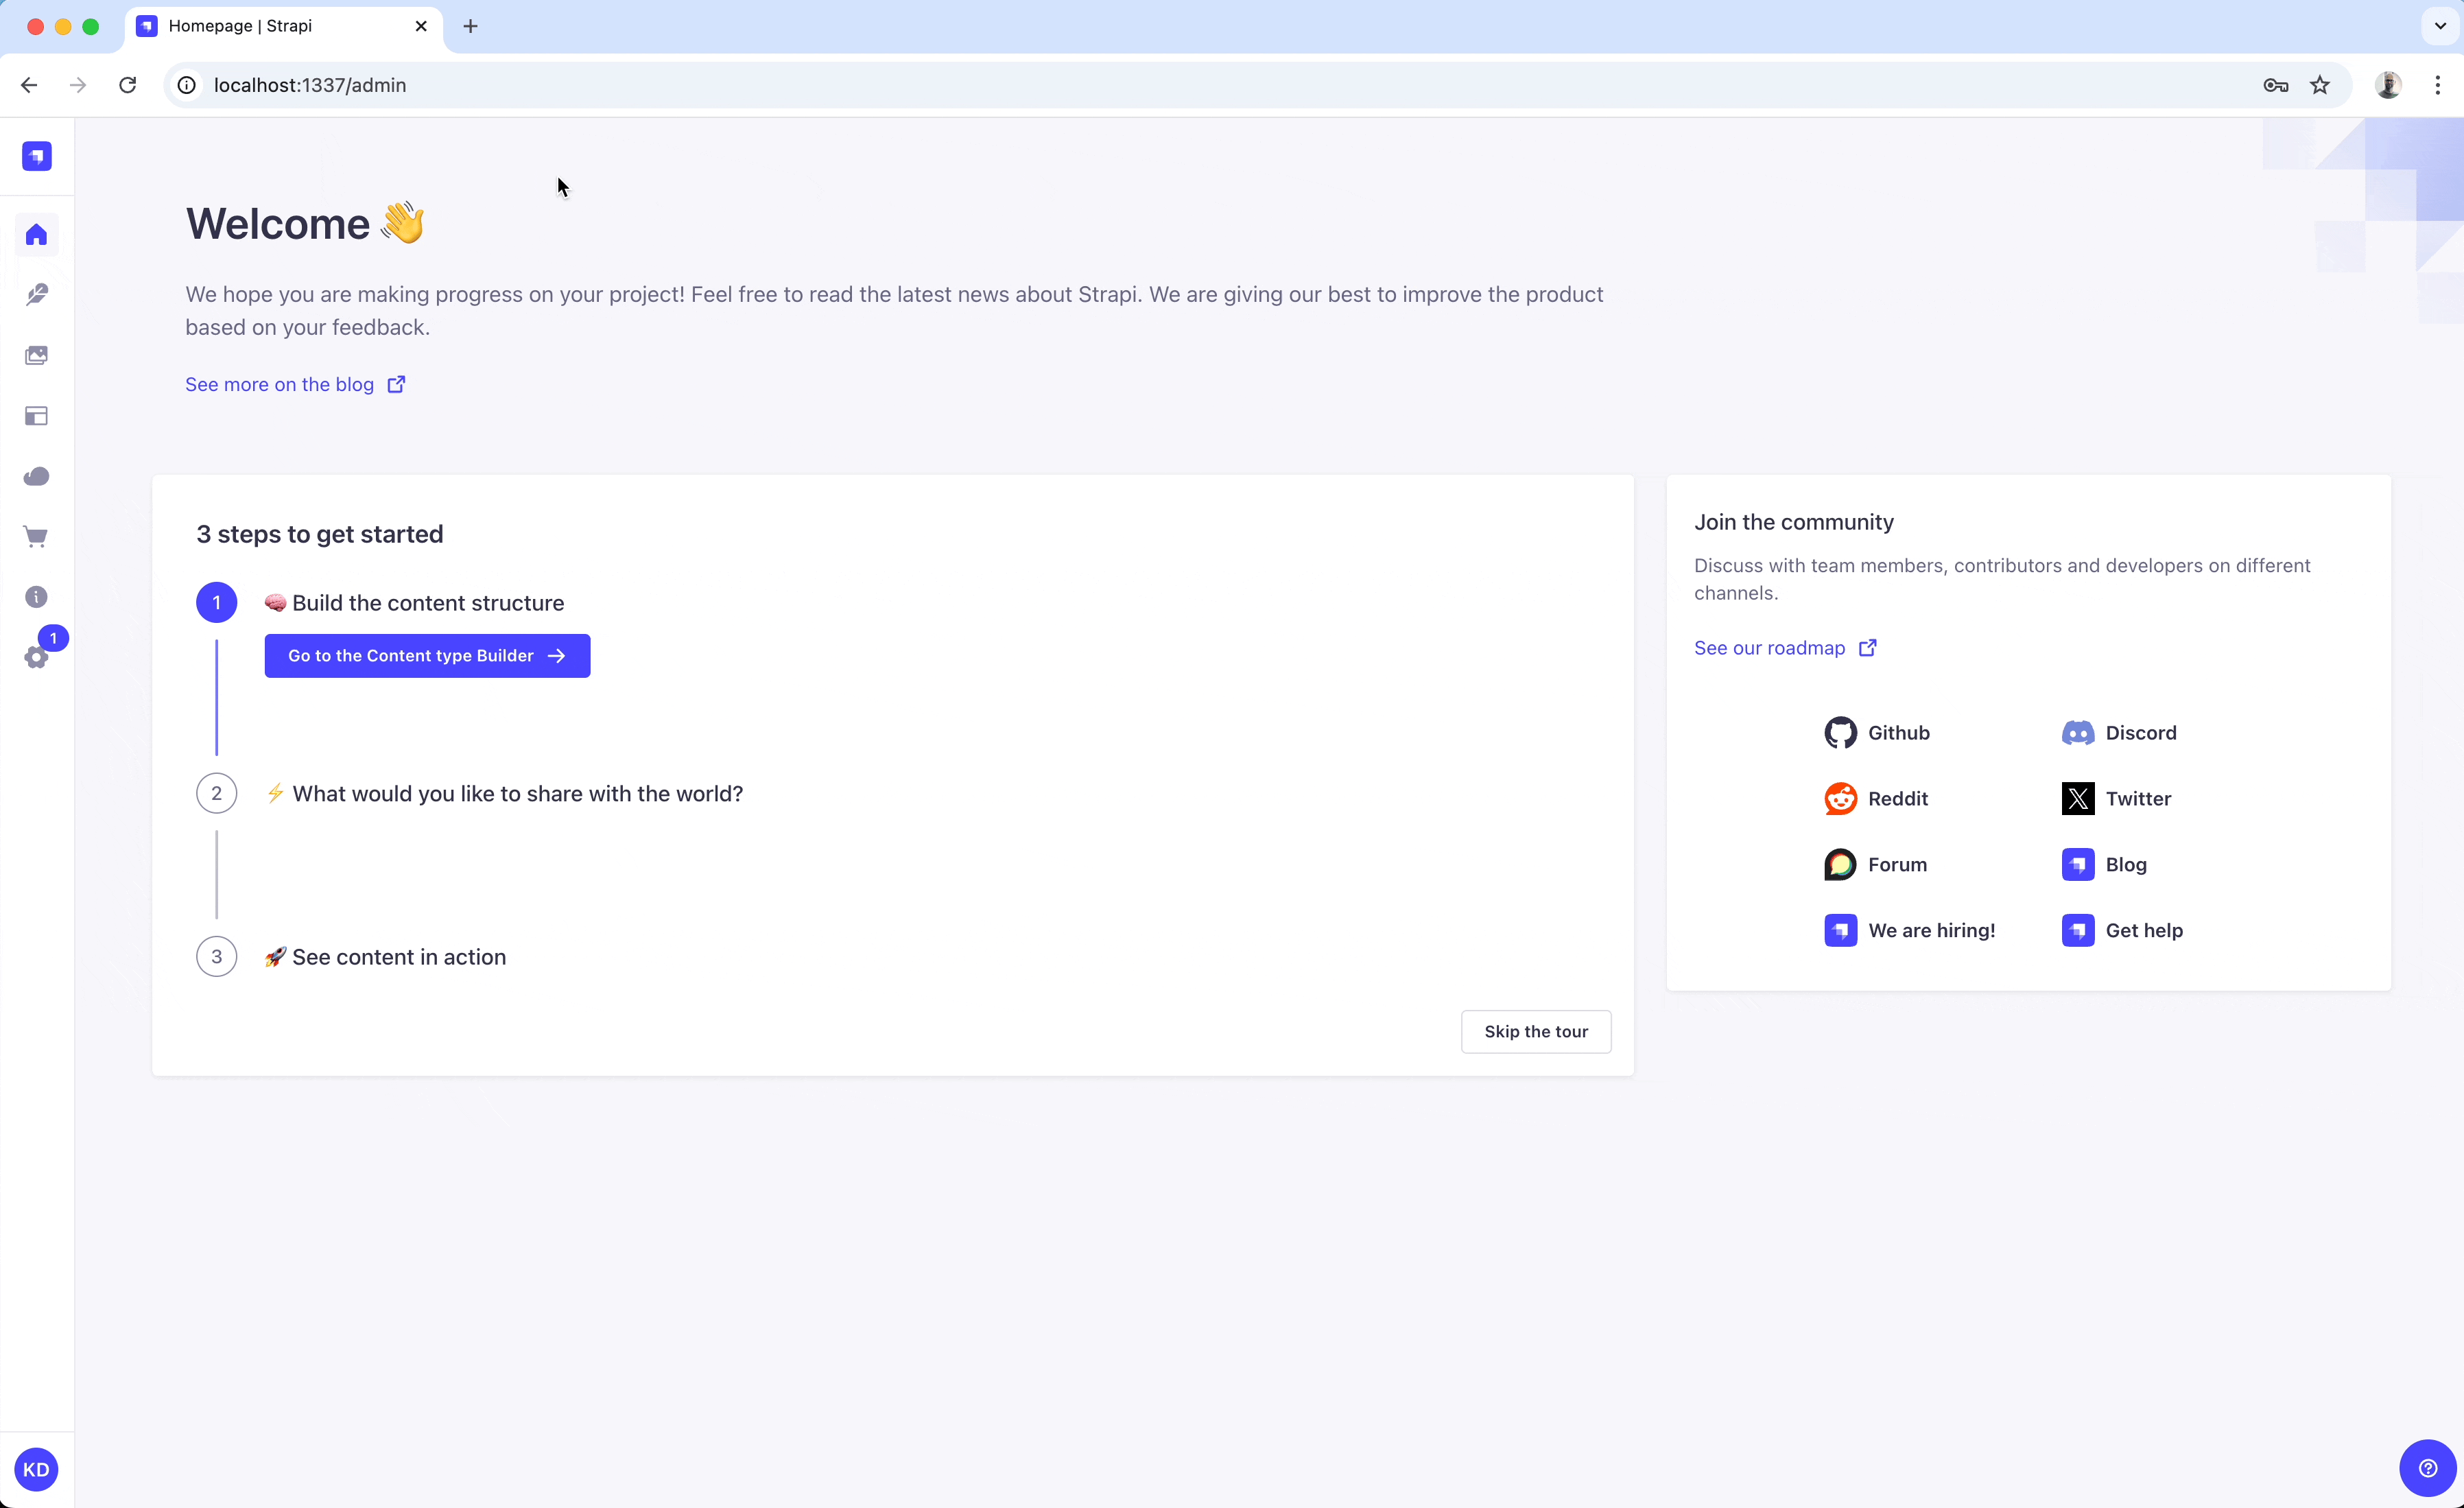 Homepage | Strapi
localhost:1337/admin
Welcome 👋
We hope you are making progress on your project! Feel free to read the latest news about Strapi. We are giving our best to improve the product
based on your feedback.
See more on the blog
3 steps to get started
1
🧠 Build the content structure
Go to the Content type Builder
2
⚡ What would you like to share with the world?
3
🚀 See content in action
Skip the tour
Join the community
Discuss with team members, contributors and developers on different
channels.
See our roadmap
Github
Discord
Reddit
Twitter
Forum
Blog
We are hiring!
Get help
1
KD